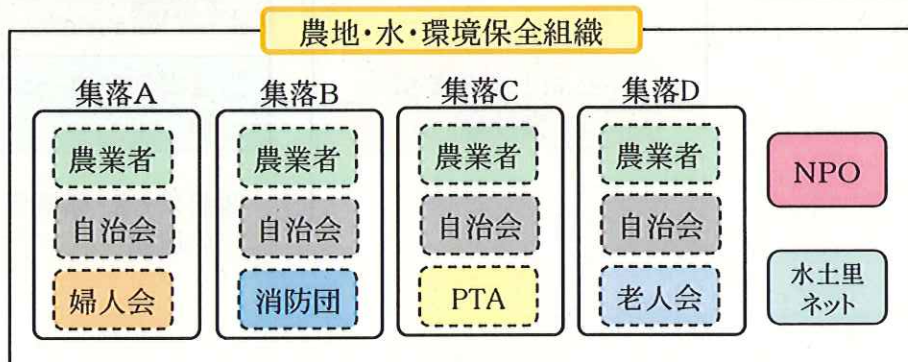 農地・水・環境保全組織
集落A
農業者
自治会
婦人会
集落B
農業者
自治会
消防団
集落C
農業者
自治会
PTA
集落D
農業者
自治会
老人会
NPO
水土里
ネット